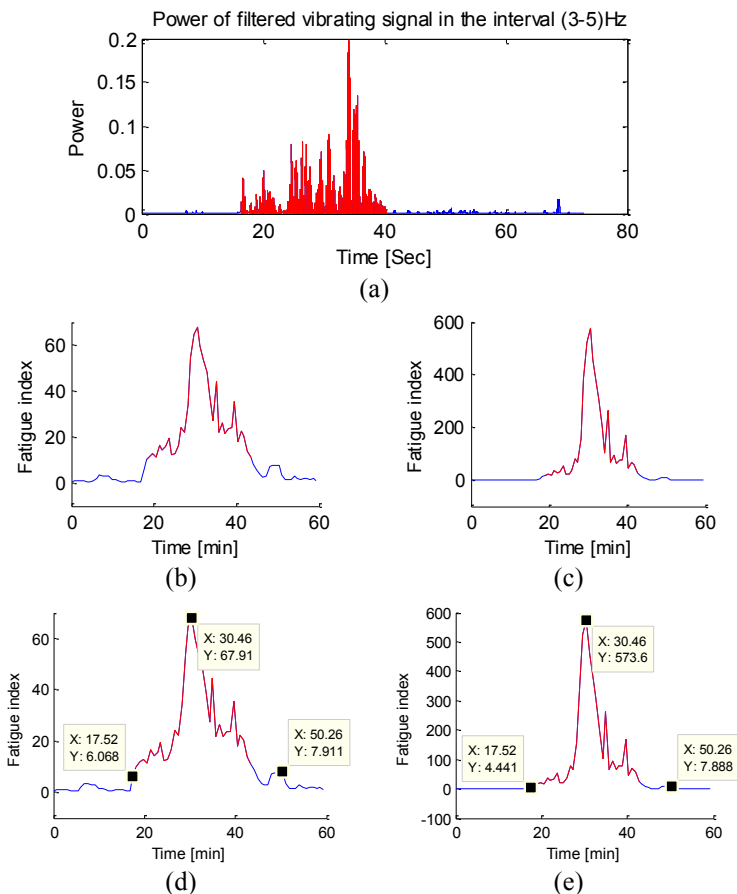 Power of filtered vibrating signal in the interval (3-5)Hz
0.2
0.15
0.1
0.05
0
Power
0 20 40 60 80
Time [Sec]
(a)
60
40
20
0
Fatigue index
0 20 40 60
Time [min]
(b)
600
400
200
0
Fatigue index
0 20 40 60
Time [min]
(c)
60
40
20
0
Fatigue index
X: 30.46
Y: 67.91
X: 17.52
Y: 6.068
X: 50.26
Y: 7.911
0 20 40 60
Time [min]
(d)
600
500
400
300
200
100
0
-100
Fatigue index
X: 30.46
Y: 573.6
X: 17.52
Y: 4.441
X: 50.26
Y: 7.888
0 20 40 60
Time [min]
(e)